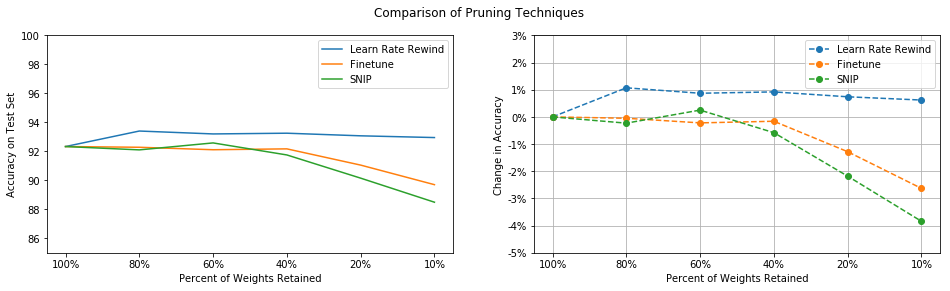 Comparison of Pruning Techniques
100
98
96
94
92
90
88
86
Accuracy on Test Set
Learn Rate Rewind
Finetune
SNIP
100%
80%
60%
40%
20%
10%
Percent of Weights Retained
3%
2%
1%
0%
-1%
-2%
-3%
-4%
-5%
Change in Accuracy
Learn Rate Rewind
Finetune
SNIP
100%
80%
60%
40%
20%
10%
Percent of Weights Retained